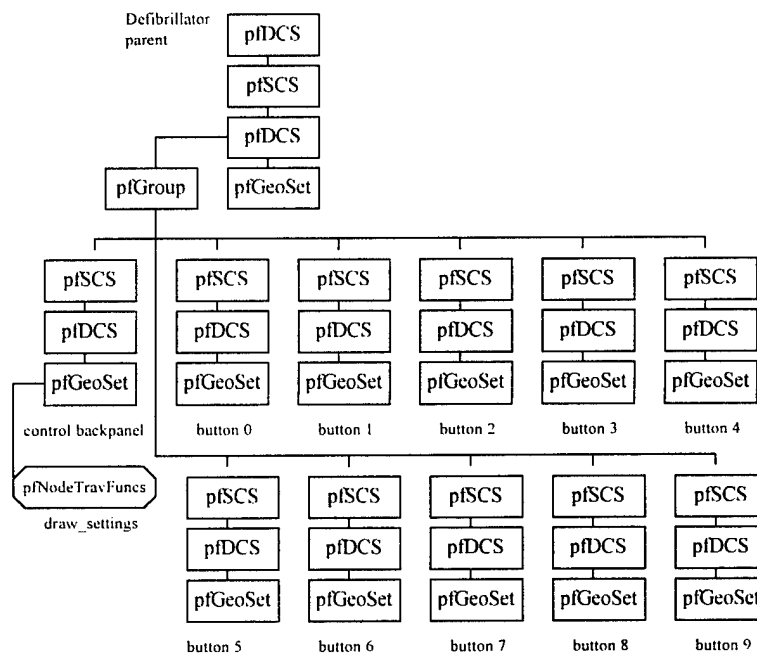 Defibrillator
parent
pfDCS
pfSCS
pfDCS
pfGroup
pfGeoSet
pfSCS pfSCS pfSCS pfSCS pfSCS pfSCS
pfDCS pfDCS pfDCS pfDCS pfDCS pfDCS
pfGeoSet pfGeoSet pfGeoSet pfGeoSet pfGeoSet pfGeoSet
control backpanel button 0 button 1 button 2 button 3 button 4
pfNodeTravFuncs
draw_settings
pfSCS pfSCS pfSCS pfSCS pfSCS
pfDCS pfDCS pfDCS pfDCS pfDCS
pfGeoSet pfGeoSet pfGeoSet pfGeoSet pfGeoSet
button 5 button 6 button 7 button 8 button 9